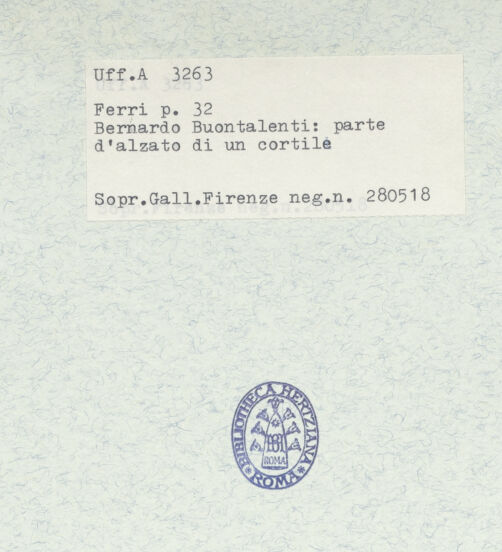 Uff.A 3263
Ferri p. 32
Bernardo Buontalenti: parte
d'alzato di un cortile
Sopr.Gall.Firenze neg.n. 280518
BIBLIOTHECA HERTZIANA
ROMA
* ROMA *